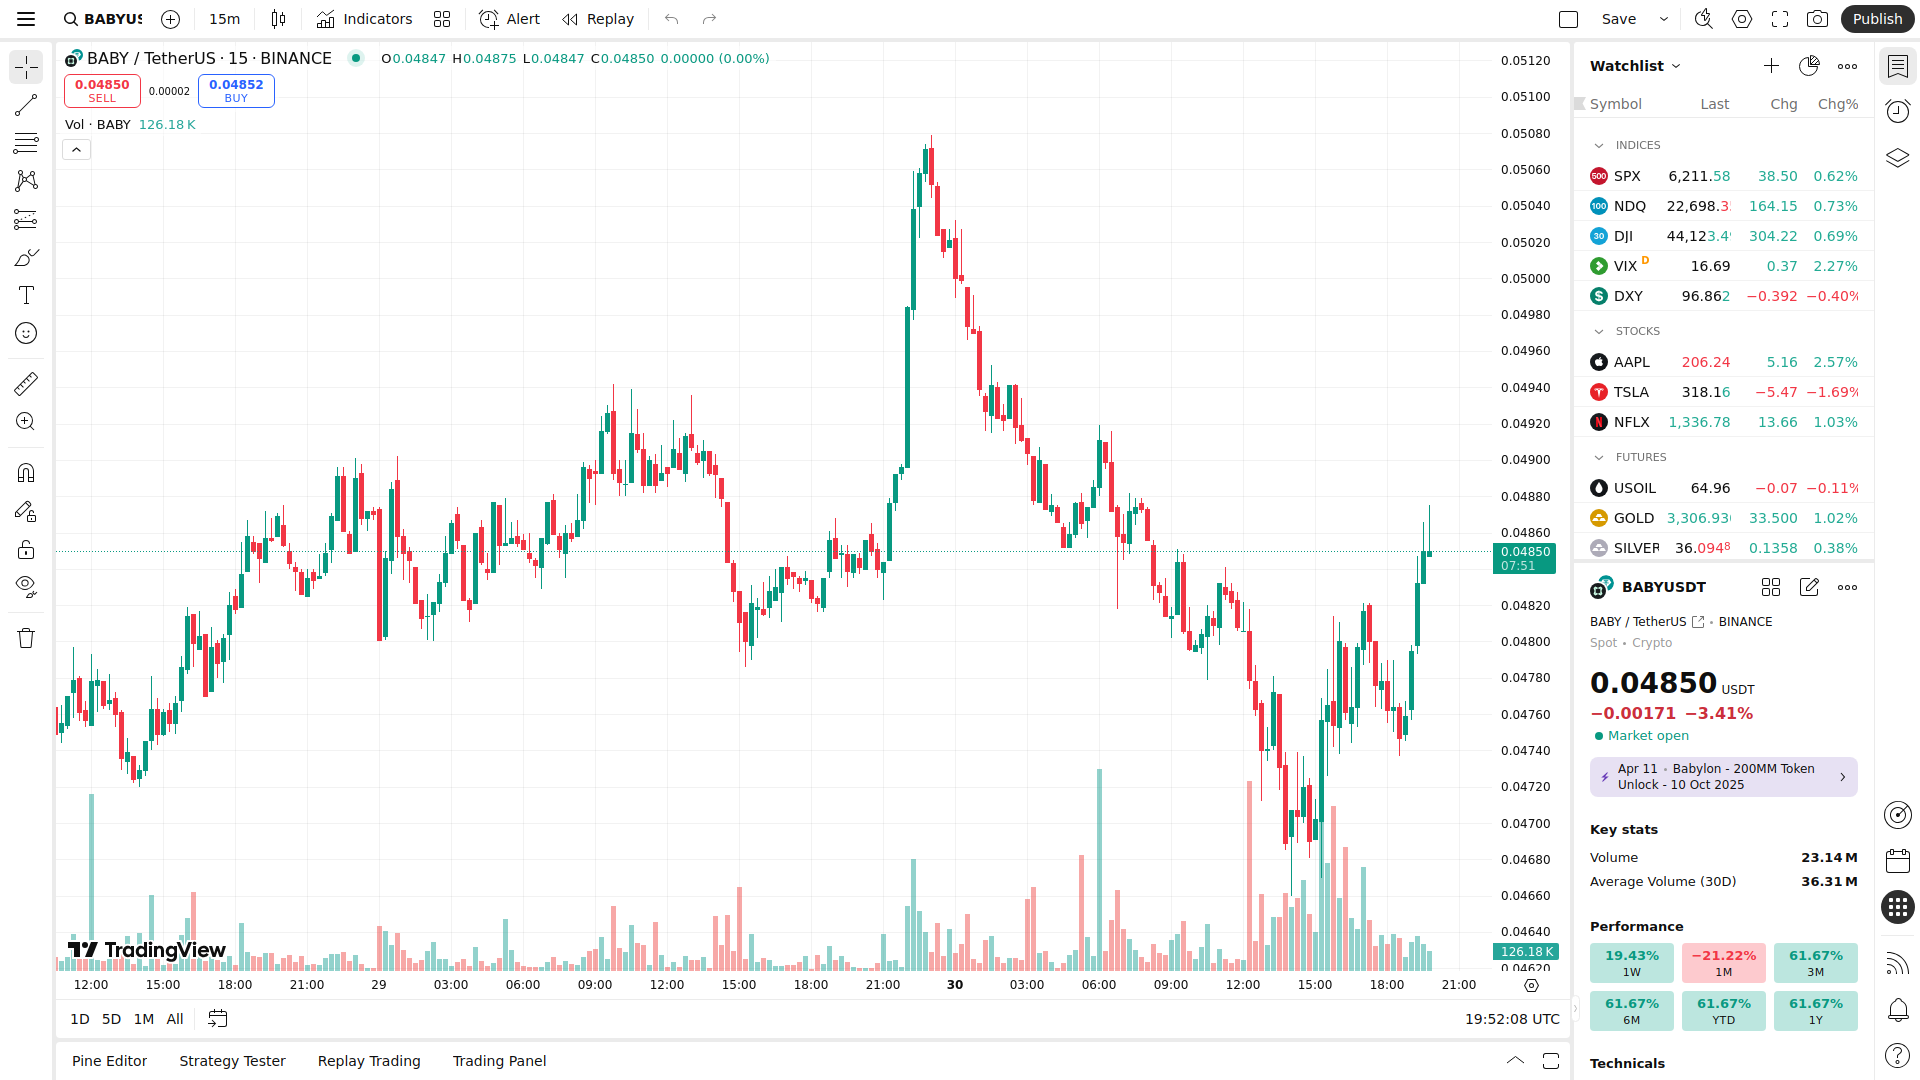 BABYUS
15m
Indicators
Alert
Replay
Save
Publish
BABY / TetherUS · 15 · BINANCE
O0.04847 H0.04875 L0.04847 C0.04850 0.00000 (0.00%)
0.04850
SELL
0.00002
0.04852
BUY
Vol · BABY 126.18 K
0.05120
0.05100
0.05080
0.05060
0.05040
0.05020
0.05000
0.04980
0.04960
0.04940
0.04920
0.04900
0.04880
0.04860
0.04850
07:51
0.04820
0.04800
0.04780
0.04760
0.04740
0.04720
0.04700
0.04680
0.04660
0.04640
126.18 K
0.04620
TradingView
12:00 15:00 18:00 21:00 29 03:00 06:00 09:00 12:00 15:00 18:00 21:00 30 03:00 06:00 09:00 12:00 15:00 18:00 21:00
1D 5D 1M All
19:52:08 UTC
Pine Editor Strategy Tester Replay Trading Trading Panel
Watchlist
Symbol Last Chg Chg%
INDICES
500 SPX 6,211.58 38.50 0.62%
100 NDQ 22,698.3 164.15 0.73%
30 DJI 44,123.4 304.22 0.69%
VIX D 16.69 0.37 2.27%
DXY 96.862 −0.392 −0.40%
STOCKS
AAPL 206.24 5.16 2.57%
TSLA 318.16 −5.47 −1.69%
NFLX 1,336.78 13.66 1.03%
FUTURES
USOIL 64.96 −0.07 −0.11%
GOLD 3,306.930 33.500 1.02%
SILVER 36.0948 0.1358 0.38%
BABYUSDT
BABY / TetherUS • BINANCE
Spot • Crypto
0.04850 USDT
−0.00171 −3.41%
Market open
Apr 11 • Babylon - 200MM Token
Unlock - 10 Oct 2025
Key stats
Volume 23.14 M
Average Volume (30D) 36.31 M
Performance
19.43%
1W
−21.22%
1M
61.67%
3M
61.67%
6M
61.67%
YTD
61.67%
1Y
Technicals